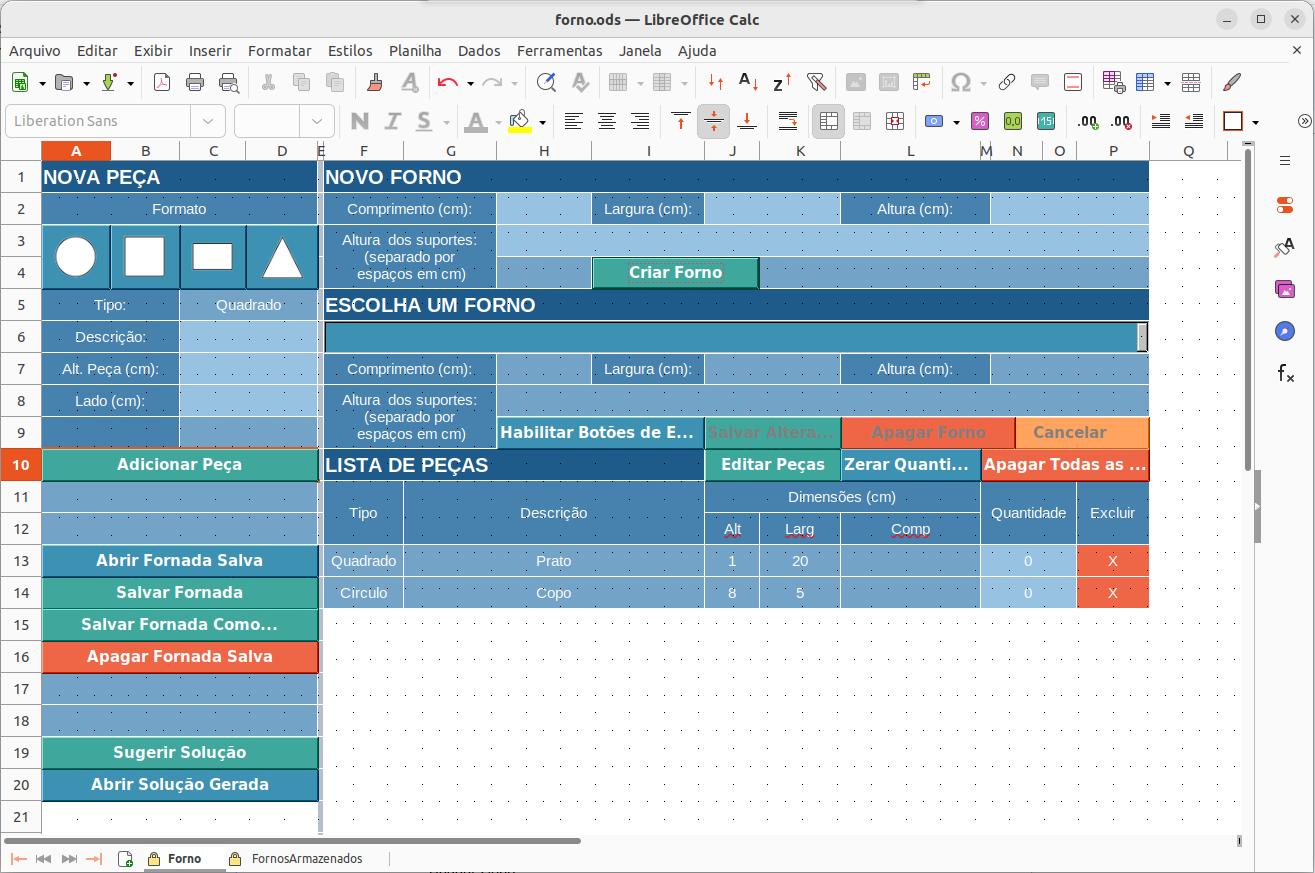 forno.ods — LibreOffice Calc
Arquivo Editar Exibir Inserir Formatar Estilos Planilha Dados Ferramentas Janela Ajuda
Liberation Sans
A B C D E F G H I J K L M N O P Q
1 NOVA PEÇA NOVO FORNO
2 Formato Comprimento (cm): Largura (cm): Altura (cm):
3 Altura dos suportes:
(separado por
4 espaços em cm) Criar Forno
5 Tipo: Quadrado ESCOLHA UM FORNO
6 Descrição:
7 Alt. Peça (cm): Comprimento (cm): Largura (cm): Altura (cm):
8 Lado (cm): Altura dos suportes:
(separado por
9 espaços em cm) Habilitar Botões de E... Salvar Altera... Apagar Forno Cancelar
10 Adicionar Peça LISTA DE PEÇAS Editar Peças Zerar Quanti... Apagar Todas as ...
11 Dimensões (cm)
Tipo Descrição Quantidade Excluir
12 Alt Larg Comp
13 Abrir Fornada Salva Quadrado Prato 1 20 0 X
14 Salvar Fornada Círculo Copo 8 5 0 X
15 Salvar Fornada Como...
16 Apagar Fornada Salva
17
18
19 Sugerir Solução
20 Abrir Solução Gerada
21
Forno FornosArmazenados